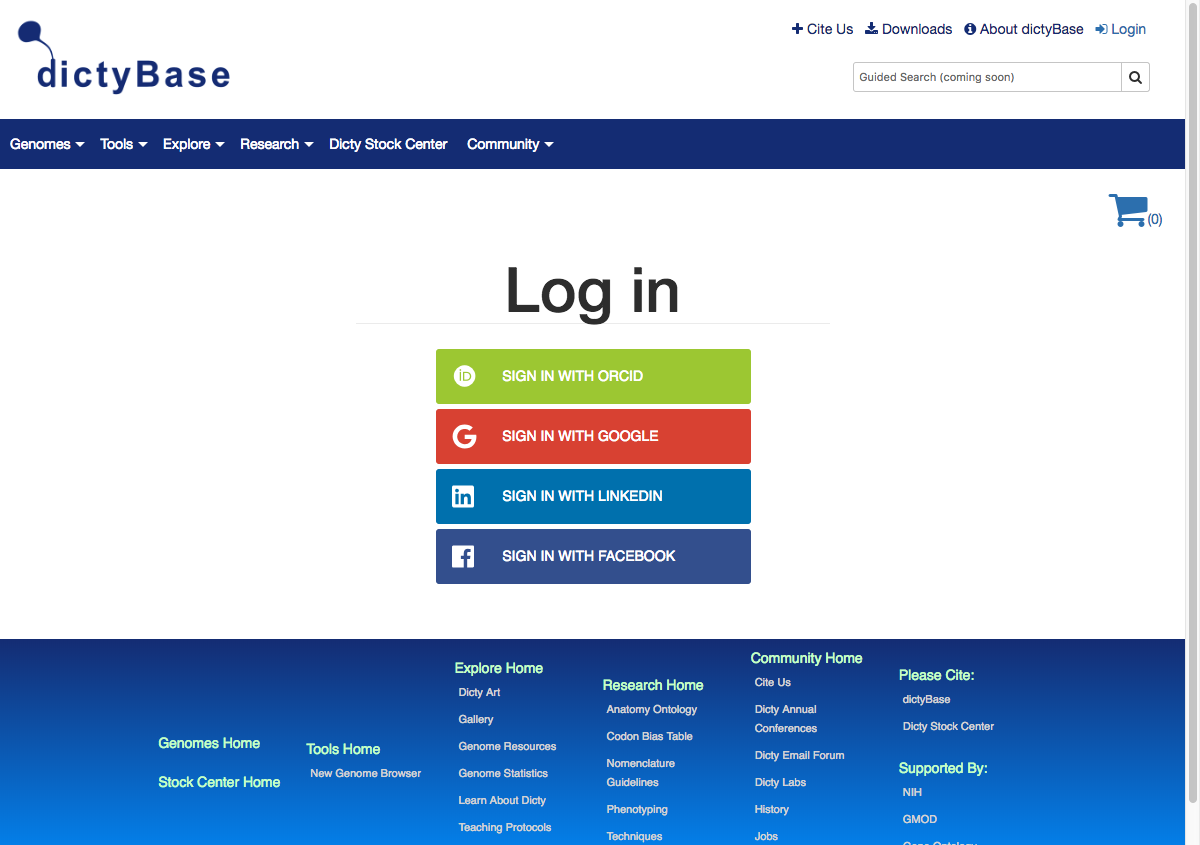 dictyBase
Cite Us Downloads About dictyBase Login
Guided Search (coming soon)
Genomes Tools Explore Research Dicty Stock Center Community
(0)
Log in
iD SIGN IN WITH ORCID
G SIGN IN WITH GOOGLE
in SIGN IN WITH LINKEDIN
f SIGN IN WITH FACEBOOK
Genomes Home
Stock Center Home
Tools Home
New Genome Browser
Explore Home
Dicty Art
Gallery
Genome Resources
Genome Statistics
Learn About Dicty
Teaching Protocols
Research Home
Anatomy Ontology
Codon Bias Table
Nomenclature
Guidelines
Phenotyping
Techniques
Community Home
Cite Us
Dicty Annual
Conferences
Dicty Email Forum
Dicty Labs
History
Jobs
Please Cite:
dictyBase
Dicty Stock Center
Supported By:
NIH
GMOD